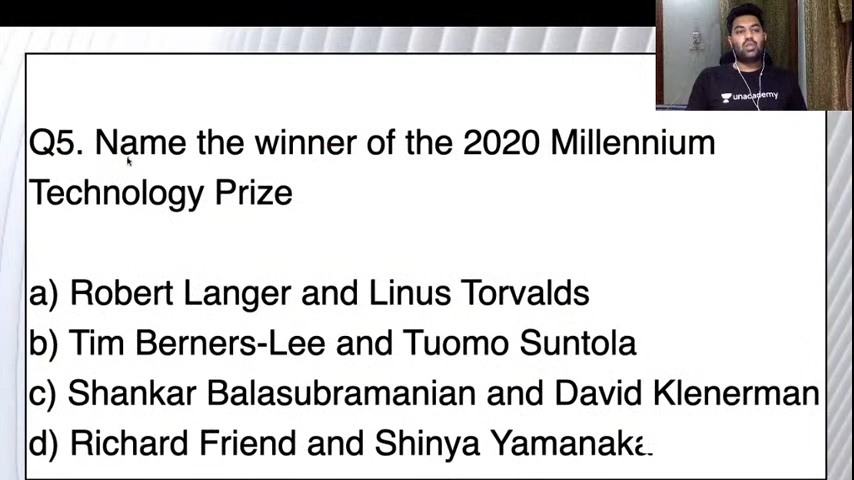 unacademy
Q5. Name the winner of the 2020 Millennium
Technology Prize
a) Robert Langer and Linus Torvalds
b) Tim Berners-Lee and Tuomo Suntola
c) Shankar Balasubramanian and David Klenerman
d) Richard Friend and Shinya Yamanaka